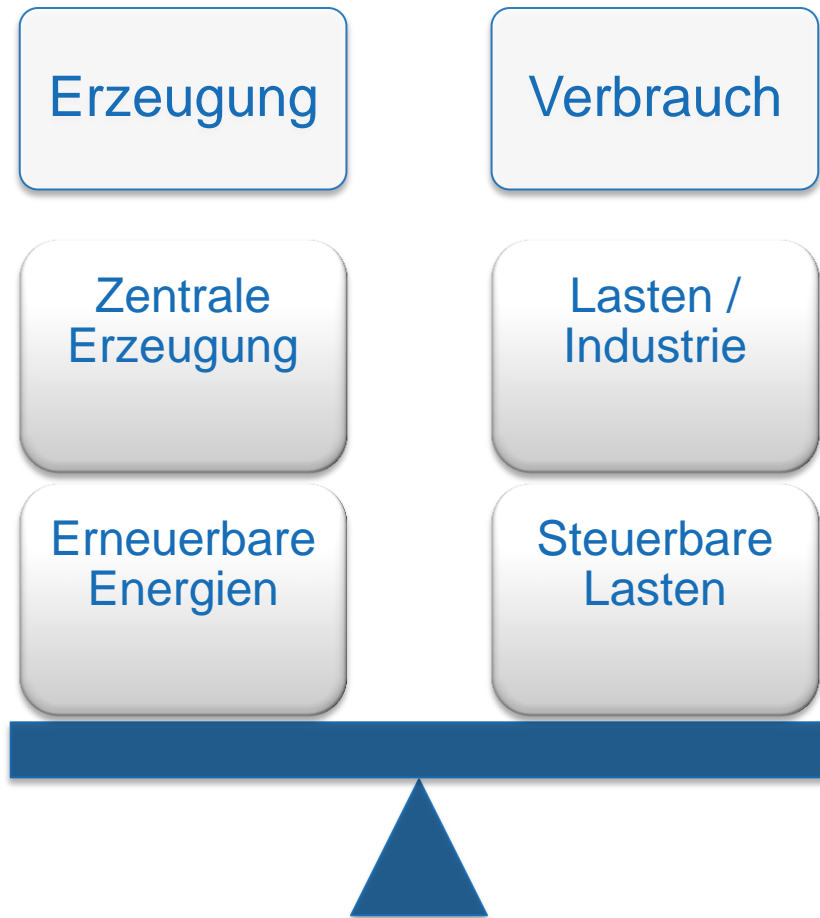 Erzeugung
Verbrauch
Zentrale
Erzeugung
Lasten /
Industrie
Erneuerbare
Energien
Steuerbare
Lasten